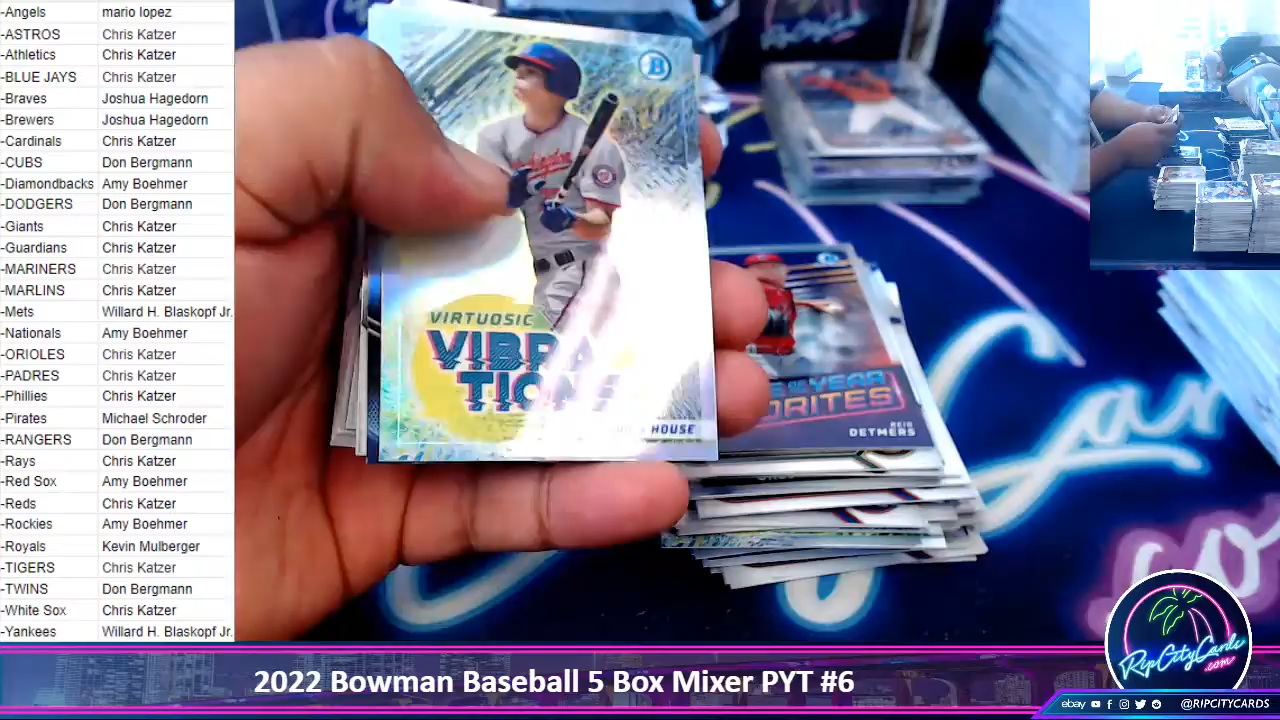 -Angels mario lopez
-ASTROS Chris Katzer
-Athletics Chris Katzer
-BLUE JAYS Chris Katzer
-Braves Joshua Hagedorn
-Brewers Joshua Hagedorn
-Cardinals Chris Katzer
-CUBS Don Bergmann
-Diamondbacks Amy Boehmer
-DODGERS Don Bergmann
-Giants Chris Katzer
-Guardians Chris Katzer
-MARINERS Chris Katzer
-MARLINS Chris Katzer
-Mets Willard H. Blaskopf Jr.
-Nationals Amy Boehmer
-ORIOLES Chris Katzer
-PADRES Chris Katzer
-Phillies Chris Katzer
-Pirates Michael Schroder
-RANGERS Don Bergmann
-Rays Chris Katzer
-Red Sox Amy Boehmer
-Reds Chris Katzer
-Rockies Amy Boehmer
-Royals Kevin Mulberger
-TIGERS Chris Katzer
-TWINS Don Bergmann
-White Sox Chris Katzer
-Yankees Willard H. Blaskopf Jr.
B
VIRTUOSIC
VIBRA
TION
HOUSE
YEAR
REID
DETMERS
2022 Bowman Baseball 5 Box Mixer PYT #6
RipCityCards
.com
ebay @RIPCITYCARDS